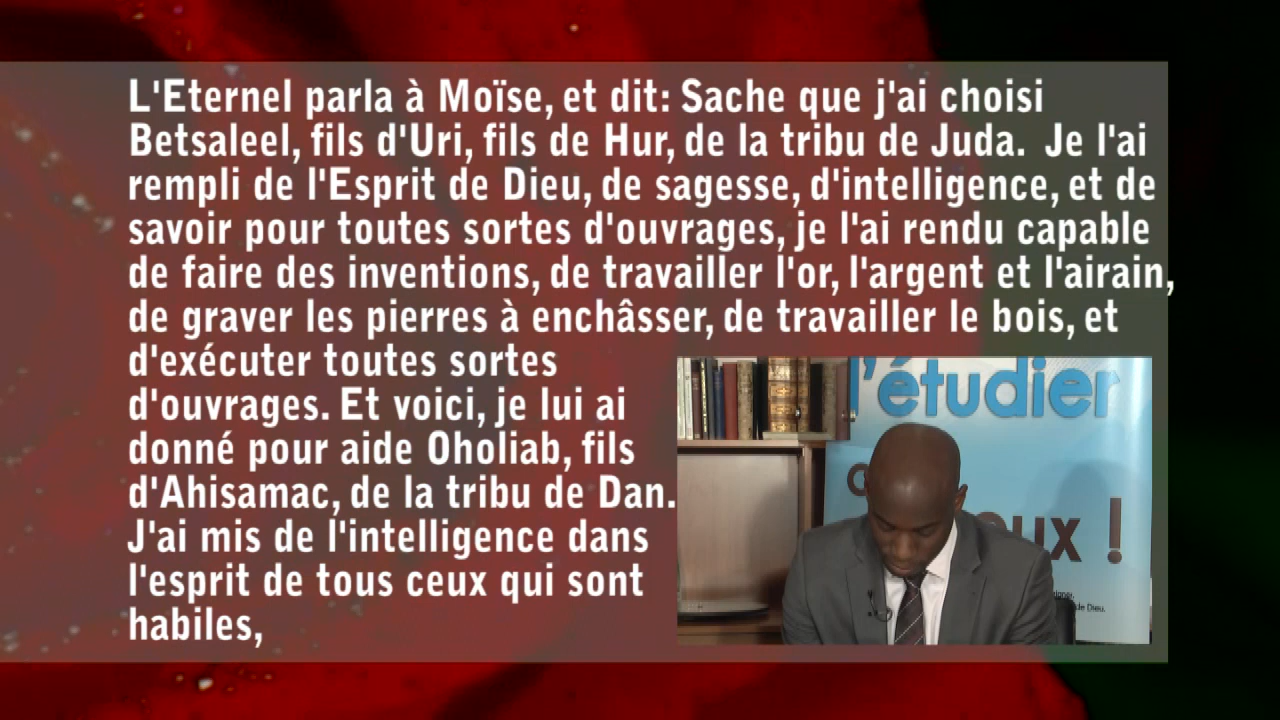 L'Eternel parla à Moïse, et dit: Sache que j'ai choisi
Betsaleel, fils d'Uri, fils de Hur, de la tribu de Juda. Je l'ai
rempli de l'Esprit de Dieu, de sagesse, d'intelligence, et de
savoir pour toutes sortes d'ouvrages, je l'ai rendu capable
de faire des inventions, de travailler l'or, l'argent et l'airain,
de graver les pierres à enchâsser, de travailler le bois, et
d'exécuter toutes sortes
d'ouvrages. Et voici, je lui ai
donné pour aide Oholiab, fils
d'Ahisamac, de la tribu de Dan.
J'ai mis de l'intelligence dans
l'esprit de tous ceux qui sont
habiles,
l'étudier
!
de Dieu.